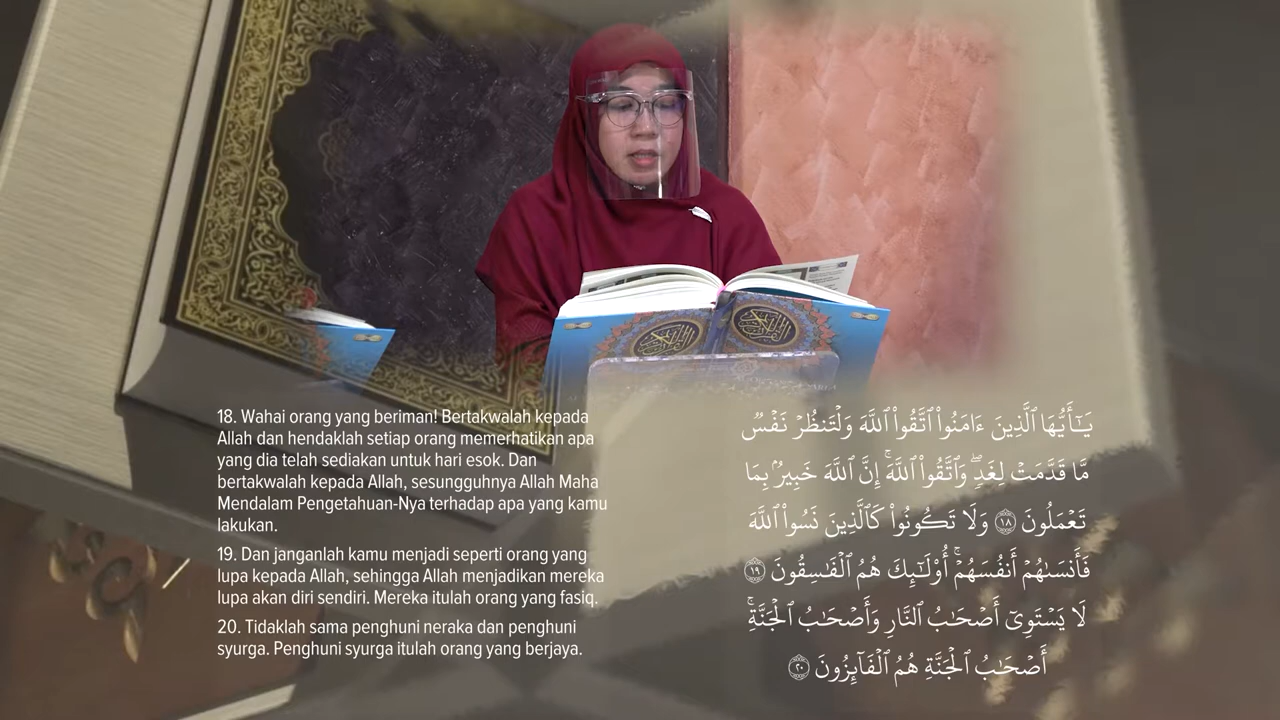 18. Wahai orang yang beriman! Bertakwalah kepada
Allah dan hendaklah setiap orang memerhatikan apa
yang dia telah sediakan untuk hari esok. Dan
bertakwalah kepada Allah, sesungguhnya Allah Maha
Mendalam Pengetahuan-Nya terhadap apa yang kamu
lakukan.
19. Dan janganlah kamu menjadi seperti orang yang
lupa kepada Allah, sehingga Allah menjadikan mereka
lupa akan diri sendiri. Mereka itulah orang yang fasiq.
20. Tidaklah sama penghuni neraka dan penghuni
syurga. Penghuni syurga itulah orang yang berjaya.
يَـٰٓأَيُّهَا ٱلَّذِينَ ءَامَنُوا۟ ٱتَّقُوا۟ ٱللَّهَ وَلْتَنظُرْ نَفْسٌ
مَّا قَدَّمَتْ لِغَدٍۢ ۖ وَٱتَّقُوا۟ ٱللَّهَ ۚ إِنَّ ٱللَّهَ خَبِيرٌۢ بِمَا
تَعْمَلُونَ ١٨ وَلَا تَكُونُوا۟ كَٱلَّذِينَ نَسُوا۟ ٱللَّهَ
فَأَنسَىٰهُمْ أَنفُسَهُمْ ۚ أُو۟لَـٰٓئِكَ هُمُ ٱلْفَـٰسِقُونَ ١٩
لَا يَسْتَوِىٓ أَصْحَـٰبُ ٱلنَّارِ وَأَصْحَـٰبُ ٱلْجَنَّةِ ۚ
أَصْحَـٰبُ ٱلْجَنَّةِ هُمُ ٱلْفَآئِزُونَ ٢٠